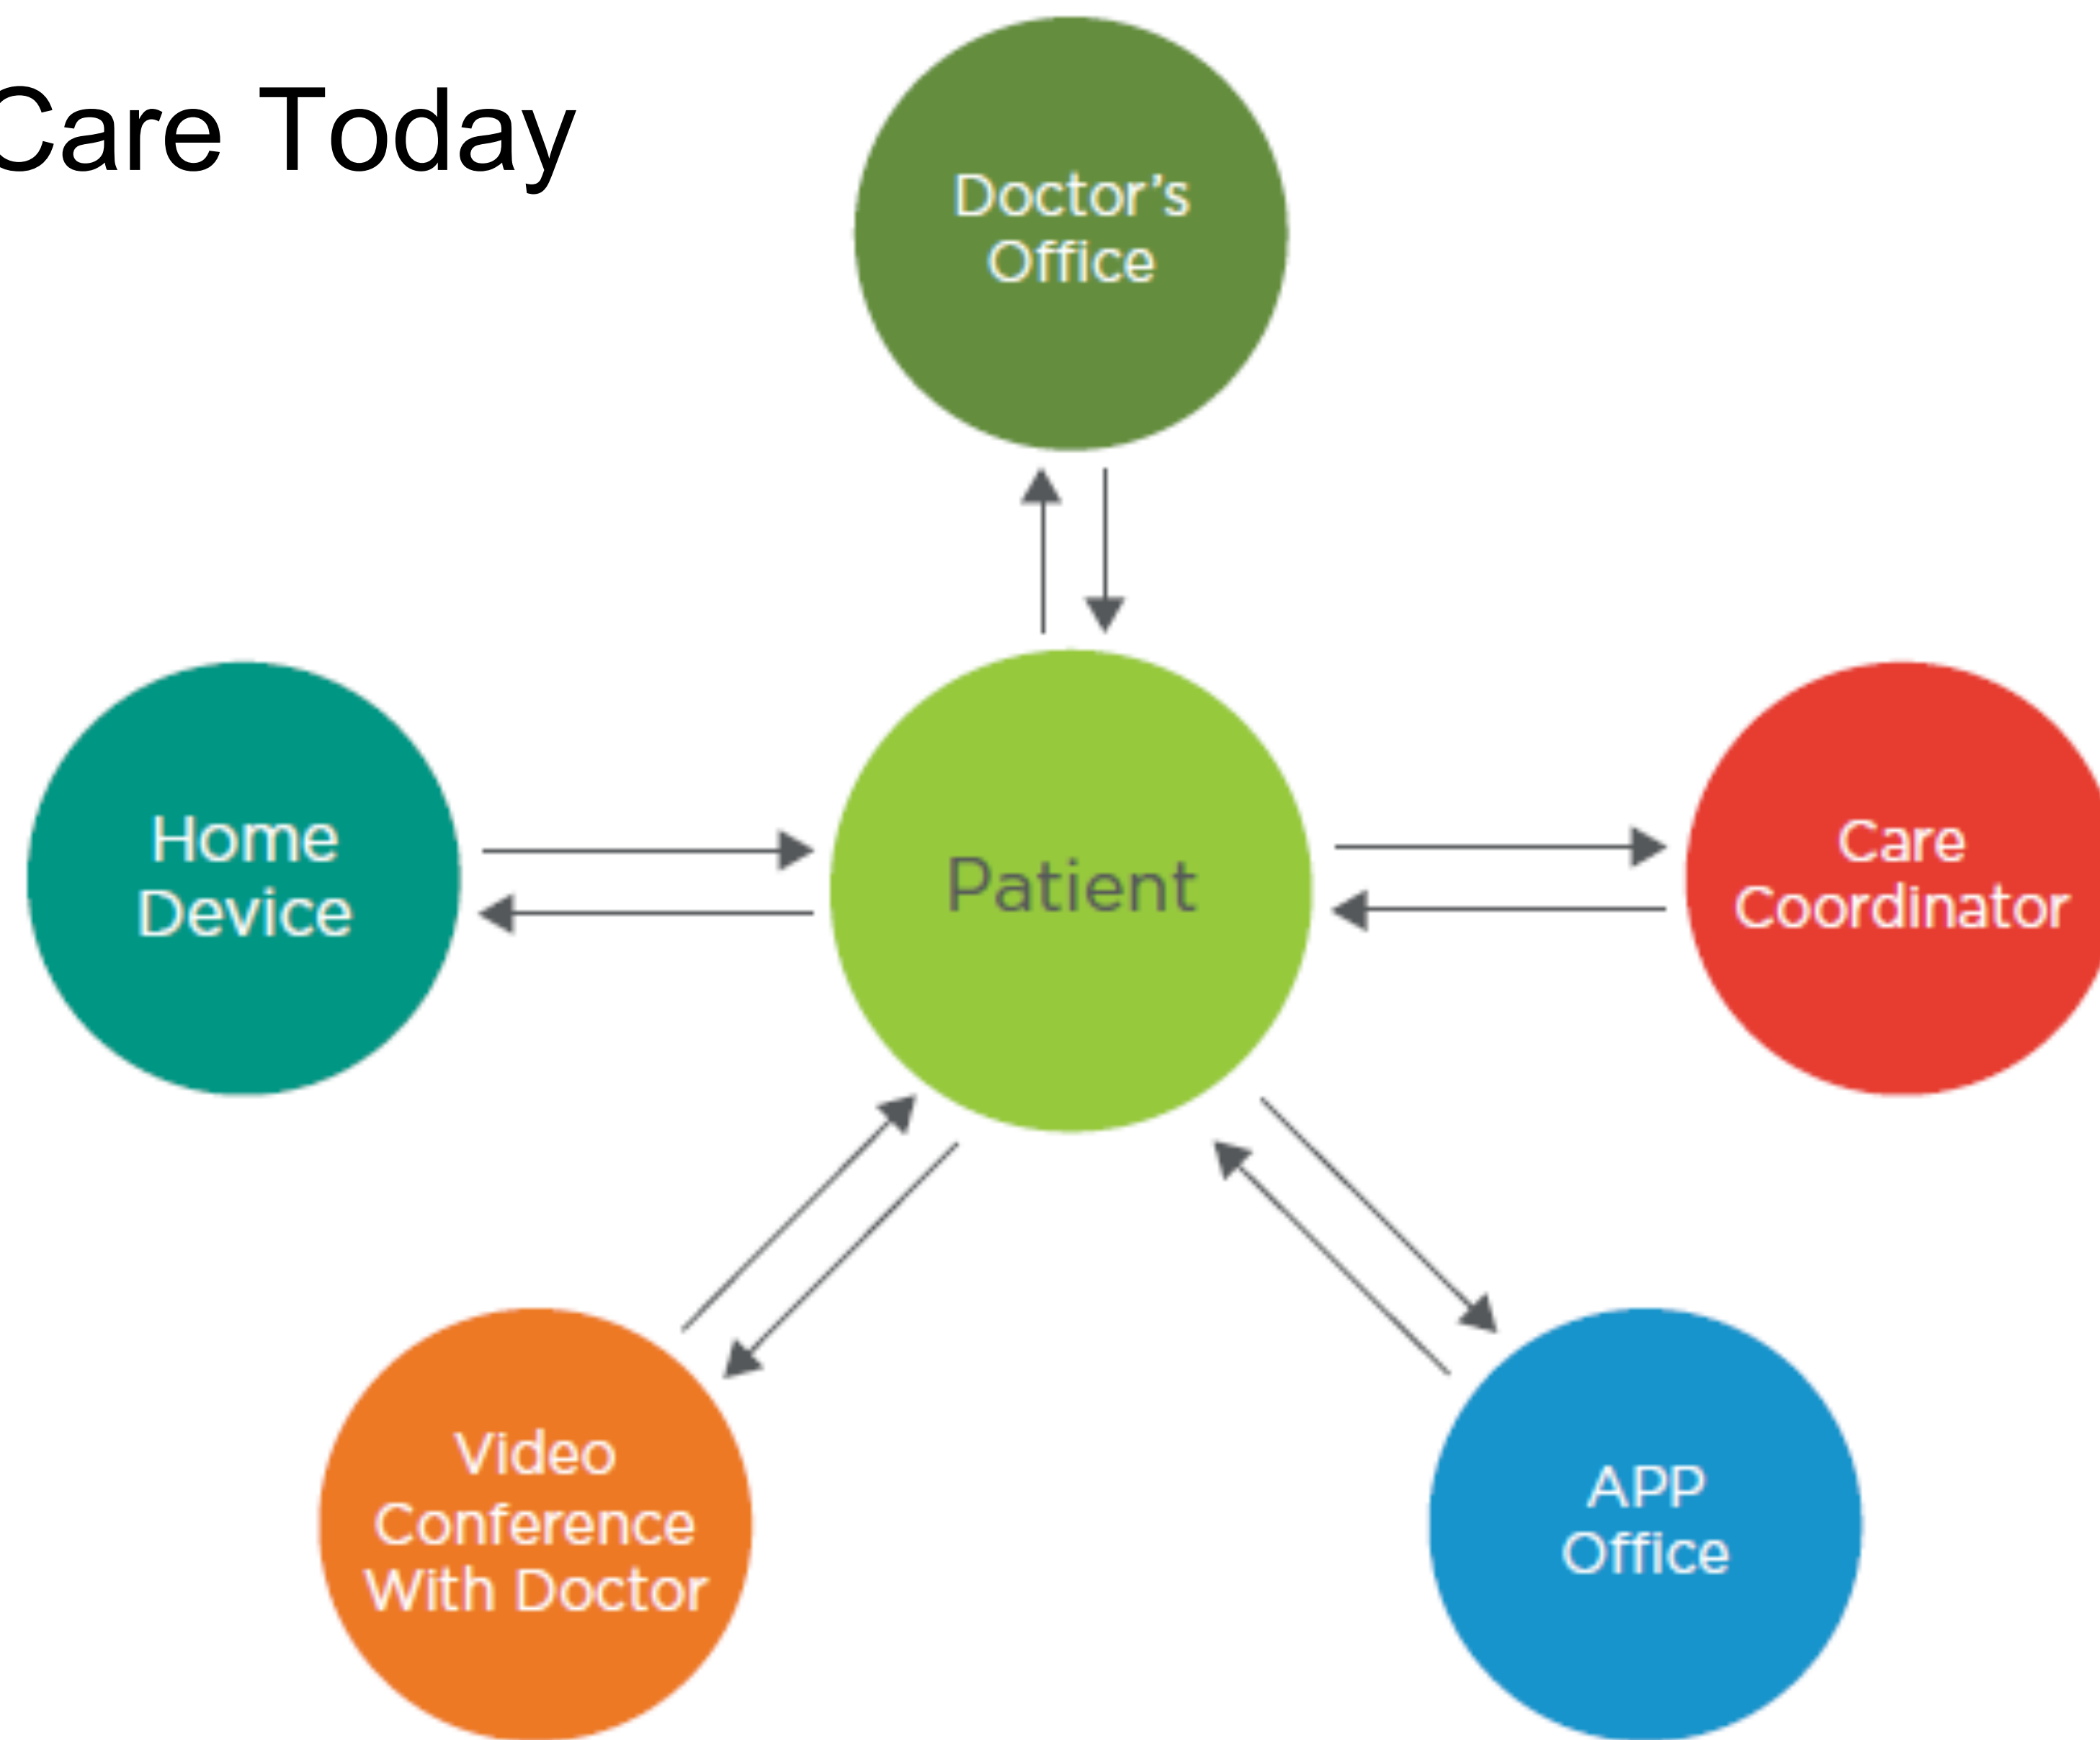 Care Today
Doctor's
Office
Home
Device
Patient
Care
Coordinator
Video
Conference
With Doctor
APP
Office